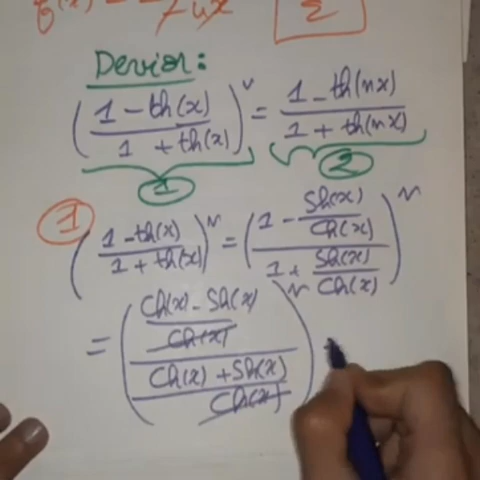 Devior:
(1 - th(x) / 1 + th(x))^n = 1 - th(nx) / 1 + th(nx)
1 2
1 (1 - th(x) / 1 + th(x))^n = (1 - Sh(x)/Ch(x) / 1 + Sh(x)/Ch(x))^n
= (Ch(x) - Sh(x) / Ch(x) / Ch(x) + Sh(x) / Ch(x))^n